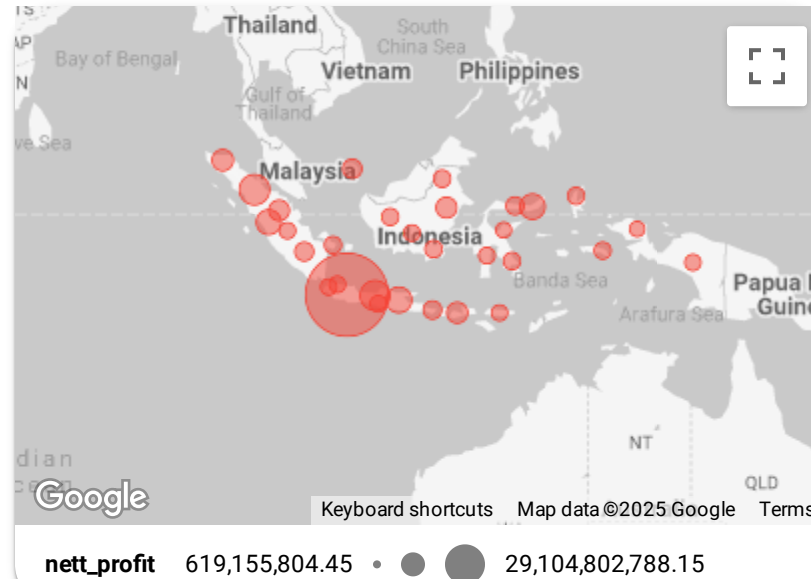 Thailand
South
China Sea
Bay of Bengal
Vietnam
Philippines
Gulf of
Thailand
Malaysia
Indonesia
Banda Sea
Papua
Guin
Arafura Sea
NT
QLD
dian
Google
Keyboard shortcuts Map data ©2025 Google Terms
nett_profit 619,155,804.45 29,104,802,788.15